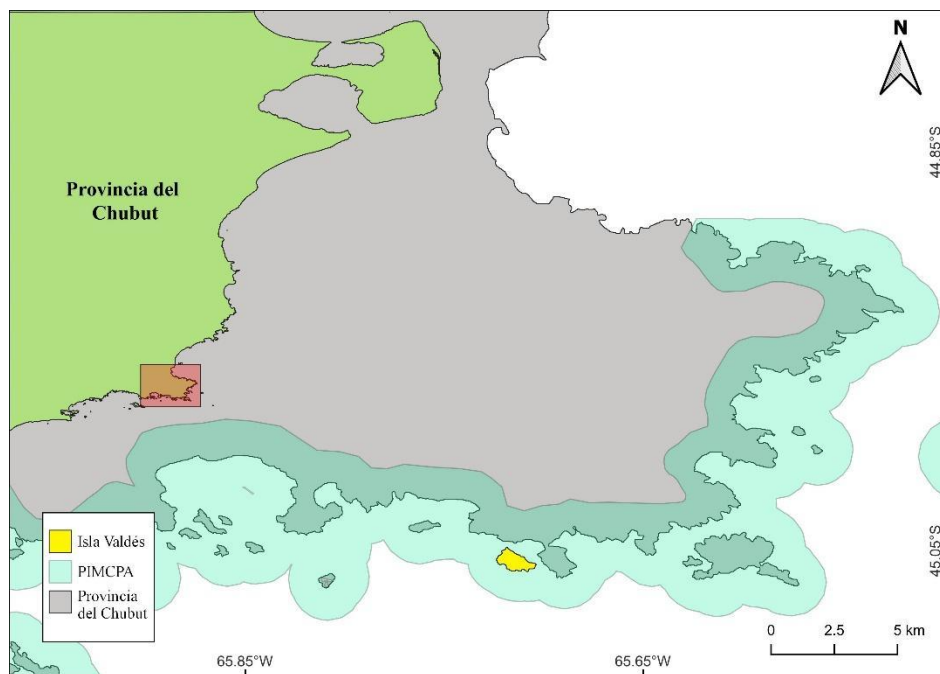 N
44.85°S
Provincia del
Chubut
45.05°S
Isla Valdés
PIMCPA
Provincia
del Chubut
0 2.5 5 km
65.85°W 65.65°W